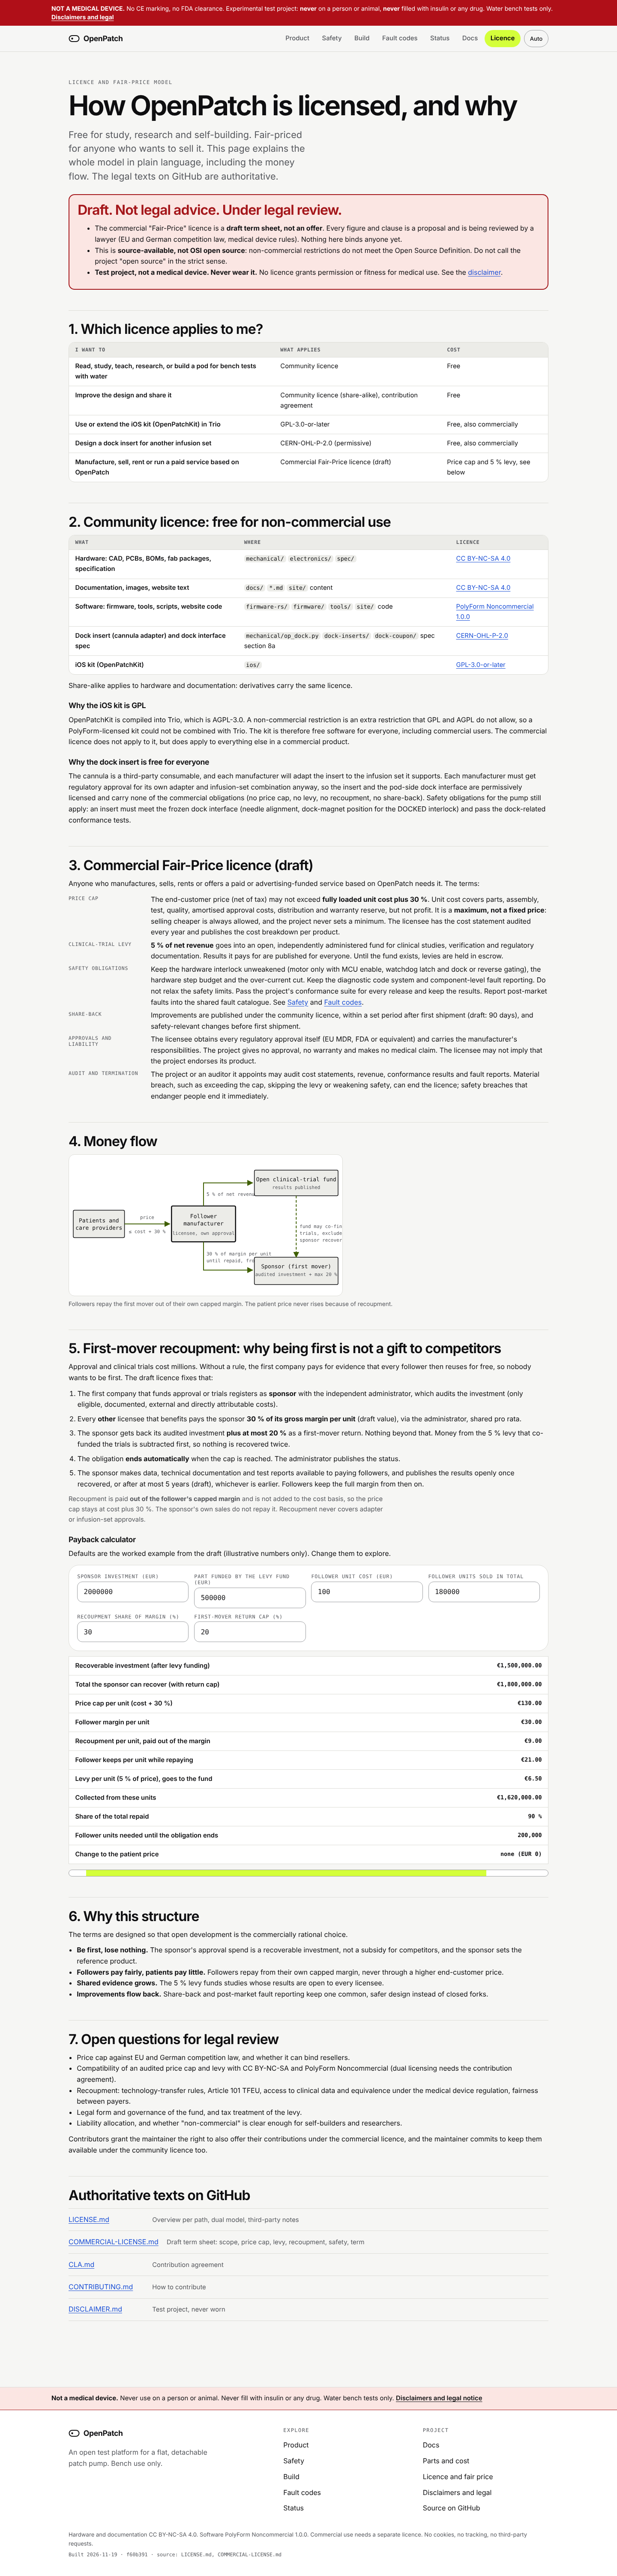 NOT A MEDICAL DEVICE. No CE marking, no FDA clearance. Experimental test project: never on a person or animal, never filled with insulin or any drug. Water bench tests only.
Disclaimers and legal
OpenPatch
Product
Safety
Build
Fault codes
Status
Docs
Licence
Auto
LICENCE AND FAIR-PRICE MODEL
How OpenPatch is licensed, and why
Free for study, research and self-building. Fair-priced
for anyone who wants to sell it. This page explains the
whole model in plain language, including the money
flow. The legal texts on GitHub are authoritative.
Draft. Not legal advice. Under legal review.
• The commercial "Fair-Price" licence is a draft term sheet, not an offer. Every figure and clause is a proposal and is being reviewed by a
lawyer (EU and German competition law, medical device rules). Nothing here binds anyone yet.
• This is source-available, not OSI open source: non-commercial restrictions do not meet the Open Source Definition. Do not call the
project "open source" in the strict sense.
• Test project, not a medical device. Never wear it. No licence grants permission or fitness for medical use. See the disclaimer.
1. Which licence applies to me?
I WANT TO
WHAT APPLIES
COST
Read, study, teach, research, or build a pod for bench tests
with water
Community licence
Free
Improve the design and share it
Community licence (share-alike), contribution
agreement
Free
Use or extend the iOS kit (OpenPatchKit) in Trio
GPL-3.0-or-later
Free, also commercially
Design a dock insert for another infusion set
CERN-OHL-P-2.0 (permissive)
Free, also commercially
Manufacture, sell, rent or run a paid service based on
OpenPatch
Commercial Fair-Price licence (draft)
Price cap and 5 % levy, see
below
2. Community licence: free for non-commercial use
WHAT
WHERE
LICENCE
Hardware: CAD, PCBs, BOMs, fab packages,
specification
mechanical/ electronics/ spec/
CC BY-NC-SA 4.0
Documentation, images, website text
docs/ *.md site/ content
CC BY-NC-SA 4.0
Software: firmware, tools, scripts, website code
firmware-rs/ firmware/ tools/ site/ code
PolyForm Noncommercial
1.0.0
Dock insert (cannula adapter) and dock interface
spec
mechanical/op_dock.py dock-inserts/ dock-coupon/ spec
section 8a
CERN-OHL-P-2.0
iOS kit (OpenPatchKit)
ios/
GPL-3.0-or-later
Share-alike applies to hardware and documentation: derivatives carry the same licence.
Why the iOS kit is GPL
OpenPatchKit is compiled into Trio, which is AGPL-3.0. A non-commercial restriction is an extra restriction that GPL and AGPL do not allow, so a
PolyForm-licensed kit could not be combined with Trio. The kit is therefore free software for everyone, including commercial users. The commercial
licence does not apply to it, but does apply to everything else in a commercial product.
Why the dock insert is free for everyone
The cannula is a third-party consumable, and each manufacturer will adapt the insert to the infusion set it supports. Each manufacturer must get
regulatory approval for its own adapter and infusion-set combination anyway, so the insert and the pod-side dock interface are permissively
licensed and carry none of the commercial obligations (no price cap, no levy, no recoupment, no share-back). Safety obligations for the pump still
apply: an insert must meet the frozen dock interface (needle alignment, dock-magnet position for the DOCKED interlock) and pass the dock-related
conformance tests.
3. Commercial Fair-Price licence (draft)
Anyone who manufactures, sells, rents or offers a paid or advertising-funded service based on OpenPatch needs it. The terms:
PRICE CAP
The end-customer price (net of tax) may not exceed fully loaded unit cost plus 30 %. Unit cost covers parts, assembly,
test, quality, amortised approval costs, distribution and warranty reserve, but not profit. It is a maximum, not a fixed price:
selling cheaper is always allowed, and the project never sets a minimum. The licensee has the cost statement audited
every year and publishes the cost breakdown per product.
CLINICAL-TRIAL LEVY
5 % of net revenue goes into an open, independently administered fund for clinical studies, verification and regulatory
documentation. Results it pays for are published for everyone. Until the fund exists, levies are held in escrow.
SAFETY OBLIGATIONS
Keep the hardware interlock unweakened (motor only with MCU enable, watchdog latch and dock or reverse gating), the
hardware step budget and the over-current cut. Keep the diagnostic code system and component-level fault reporting. Do
not relax the safety limits. Pass the project's conformance suite for every release and keep the results. Report post-market
faults into the shared fault catalogue. See Safety and Fault codes.
SHARE-BACK
Improvements are published under the community licence, within a set period after first shipment (draft: 90 days), and
safety-relevant changes before first shipment.
APPROVALS AND
LIABILITY
The licensee obtains every regulatory approval itself (EU MDR, FDA or equivalent) and carries the manufacturer's
responsibilities. The project gives no approval, no warranty and makes no medical claim. The licensee may not imply that
the project endorses its product.
AUDIT AND TERMINATION
The project or an auditor it appoints may audit cost statements, revenue, conformance results and fault reports. Material
breach, such as exceeding the cap, skipping the levy or weakening safety, can end the licence; safety breaches that
endanger people end it immediately.
4. Money flow
Open clinical-trial fund
results published
5 % of net revenu
Patients and
care providers
price
≤ cost + 30 %
Follower
manufacturer
licensee, own approval
fund may co-fin
trials, exclude
sponsor recover
30 % of margin per unit
until repaid, fr
Sponsor (first mover)
audited investment + max 20 %
Followers repay the first mover out of their own capped margin. The patient price never rises because of recoupment.
5. First-mover recoupment: why being first is not a gift to competitors
Approval and clinical trials cost millions. Without a rule, the first company pays for evidence that every follower then reuses for free, so nobody
wants to be first. The draft licence fixes that:
1. The first company that funds approval or trials registers as sponsor with the independent administrator, which audits the investment (only
eligible, documented, external and directly attributable costs).
2. Every other licensee that benefits pays the sponsor 30 % of its gross margin per unit (draft value), via the administrator, shared pro rata.
3. The sponsor gets back its audited investment plus at most 20 % as a first-mover return. Nothing beyond that. Money from the 5 % levy that co-
funded the trials is subtracted first, so nothing is recovered twice.
4. The obligation ends automatically when the cap is reached. The administrator publishes the status.
5. The sponsor makes data, technical documentation and test reports available to paying followers, and publishes the results openly once
recovered, or after at most 5 years (draft), whichever is earlier. Followers keep the full margin from then on.
Recoupment is paid out of the follower's capped margin and is not added to the cost basis, so the price
cap stays at cost plus 30 %. The sponsor's own sales do not repay it. Recoupment never covers adapter
or infusion-set approvals.
Payback calculator
Defaults are the worked example from the draft (illustrative numbers only). Change them to explore.
SPONSOR INVESTMENT (EUR)
2000000
PART FUNDED BY THE LEVY FUND
(EUR)
500000
FOLLOWER UNIT COST (EUR)
100
FOLLOWER UNITS SOLD IN TOTAL
180000
RECOUPMENT SHARE OF MARGIN (%)
30
FIRST-MOVER RETURN CAP (%)
20
Recoverable investment (after levy funding)
€1,500,000.00
Total the sponsor can recover (with return cap)
€1,800,000.00
Price cap per unit (cost + 30 %)
€130.00
Follower margin per unit
€30.00
Recoupment per unit, paid out of the margin
€9.00
Follower keeps per unit while repaying
€21.00
Levy per unit (5 % of price), goes to the fund
€6.50
Collected from these units
€1,620,000.00
Share of the total repaid
90 %
Follower units needed until the obligation ends
200,000
Change to the patient price
none (EUR 0)
6. Why this structure
The terms are designed so that open development is the commercially rational choice.
• Be first, lose nothing. The sponsor's approval spend is a recoverable investment, not a subsidy for competitors, and the sponsor sets the
reference product.
• Followers pay fairly, patients pay little. Followers repay from their own capped margin, never through a higher end-customer price.
• Shared evidence grows. The 5 % levy funds studies whose results are open to every licensee.
• Improvements flow back. Share-back and post-market fault reporting keep one common, safer design instead of closed forks.
7. Open questions for legal review
• Price cap against EU and German competition law, and whether it can bind resellers.
• Compatibility of an audited price cap and levy with CC BY-NC-SA and PolyForm Noncommercial (dual licensing needs the contribution
agreement).
• Recoupment: technology-transfer rules, Article 101 TFEU, access to clinical data and equivalence under the medical device regulation, fairness
between payers.
• Legal form and governance of the fund, and tax treatment of the levy.
• Liability allocation, and whether "non-commercial" is clear enough for self-builders and researchers.
Contributors grant the maintainer the right to also offer their contributions under the commercial licence, and the maintainer commits to keep them
available under the community licence too.
Authoritative texts on GitHub
LICENSE.md
Overview per path, dual model, third-party notes
COMMERCIAL-LICENSE.md
Draft term sheet: scope, price cap, levy, recoupment, safety, term
CLA.md
Contribution agreement
CONTRIBUTING.md
How to contribute
DISCLAIMER.md
Test project, never worn
Not a medical device. Never use on a person or animal. Never fill with insulin or any drug. Water bench tests only. Disclaimers and legal notice
OpenPatch
An open test platform for a flat, detachable
patch pump. Bench use only.
EXPLORE
Product
Safety
Build
Fault codes
Status
PROJECT
Docs
Parts and cost
Licence and fair price
Disclaimers and legal
Source on GitHub
Hardware and documentation CC BY-NC-SA 4.0. Software PolyForm Noncommercial 1.0.0. Commercial use needs a separate licence. No cookies, no tracking, no third-party
requests.
Built 2026-11-19 · f60b391 · source: LICENSE.md, COMMERCIAL-LICENSE.md